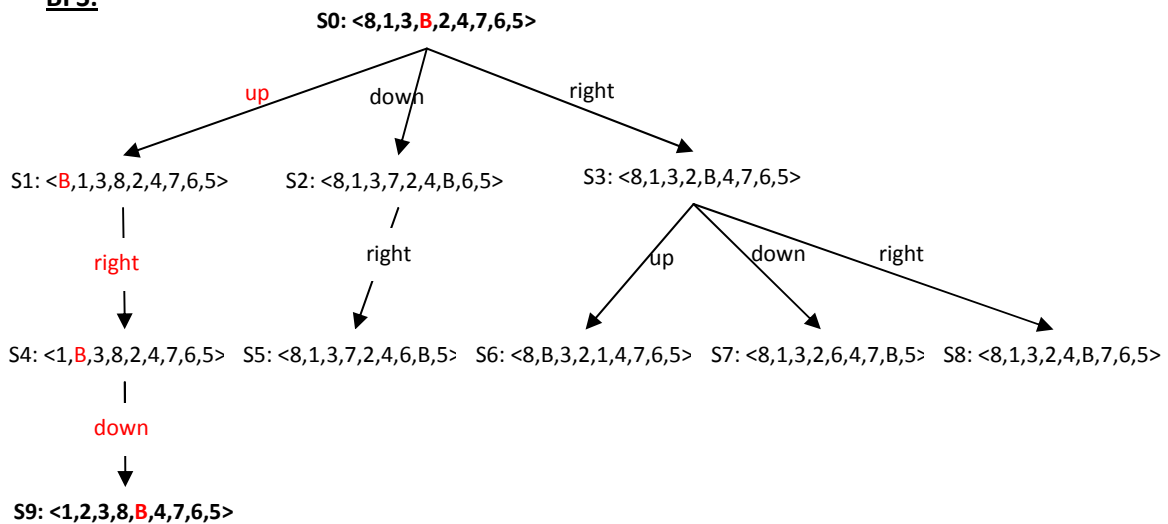 S0: <8,1,3,B,2,4,7,6,5>
up down right
S1: <B,1,3,8,2,4,7,6,5> S2: <8,1,3,7,2,4,B,6,5> S3: <8,1,3,2,B,4,7,6,5>
right right up down right
S4: <1,B,3,8,2,4,7,6,5> S5: <8,1,3,7,2,4,6,B,5> S6: <8,B,3,2,1,4,7,6,5> S7: <8,1,3,2,6,4,7,B,5> S8: <8,1,3,2,4,B,7,6,5>
down
S9: <1,2,3,8,B,4,7,6,5>